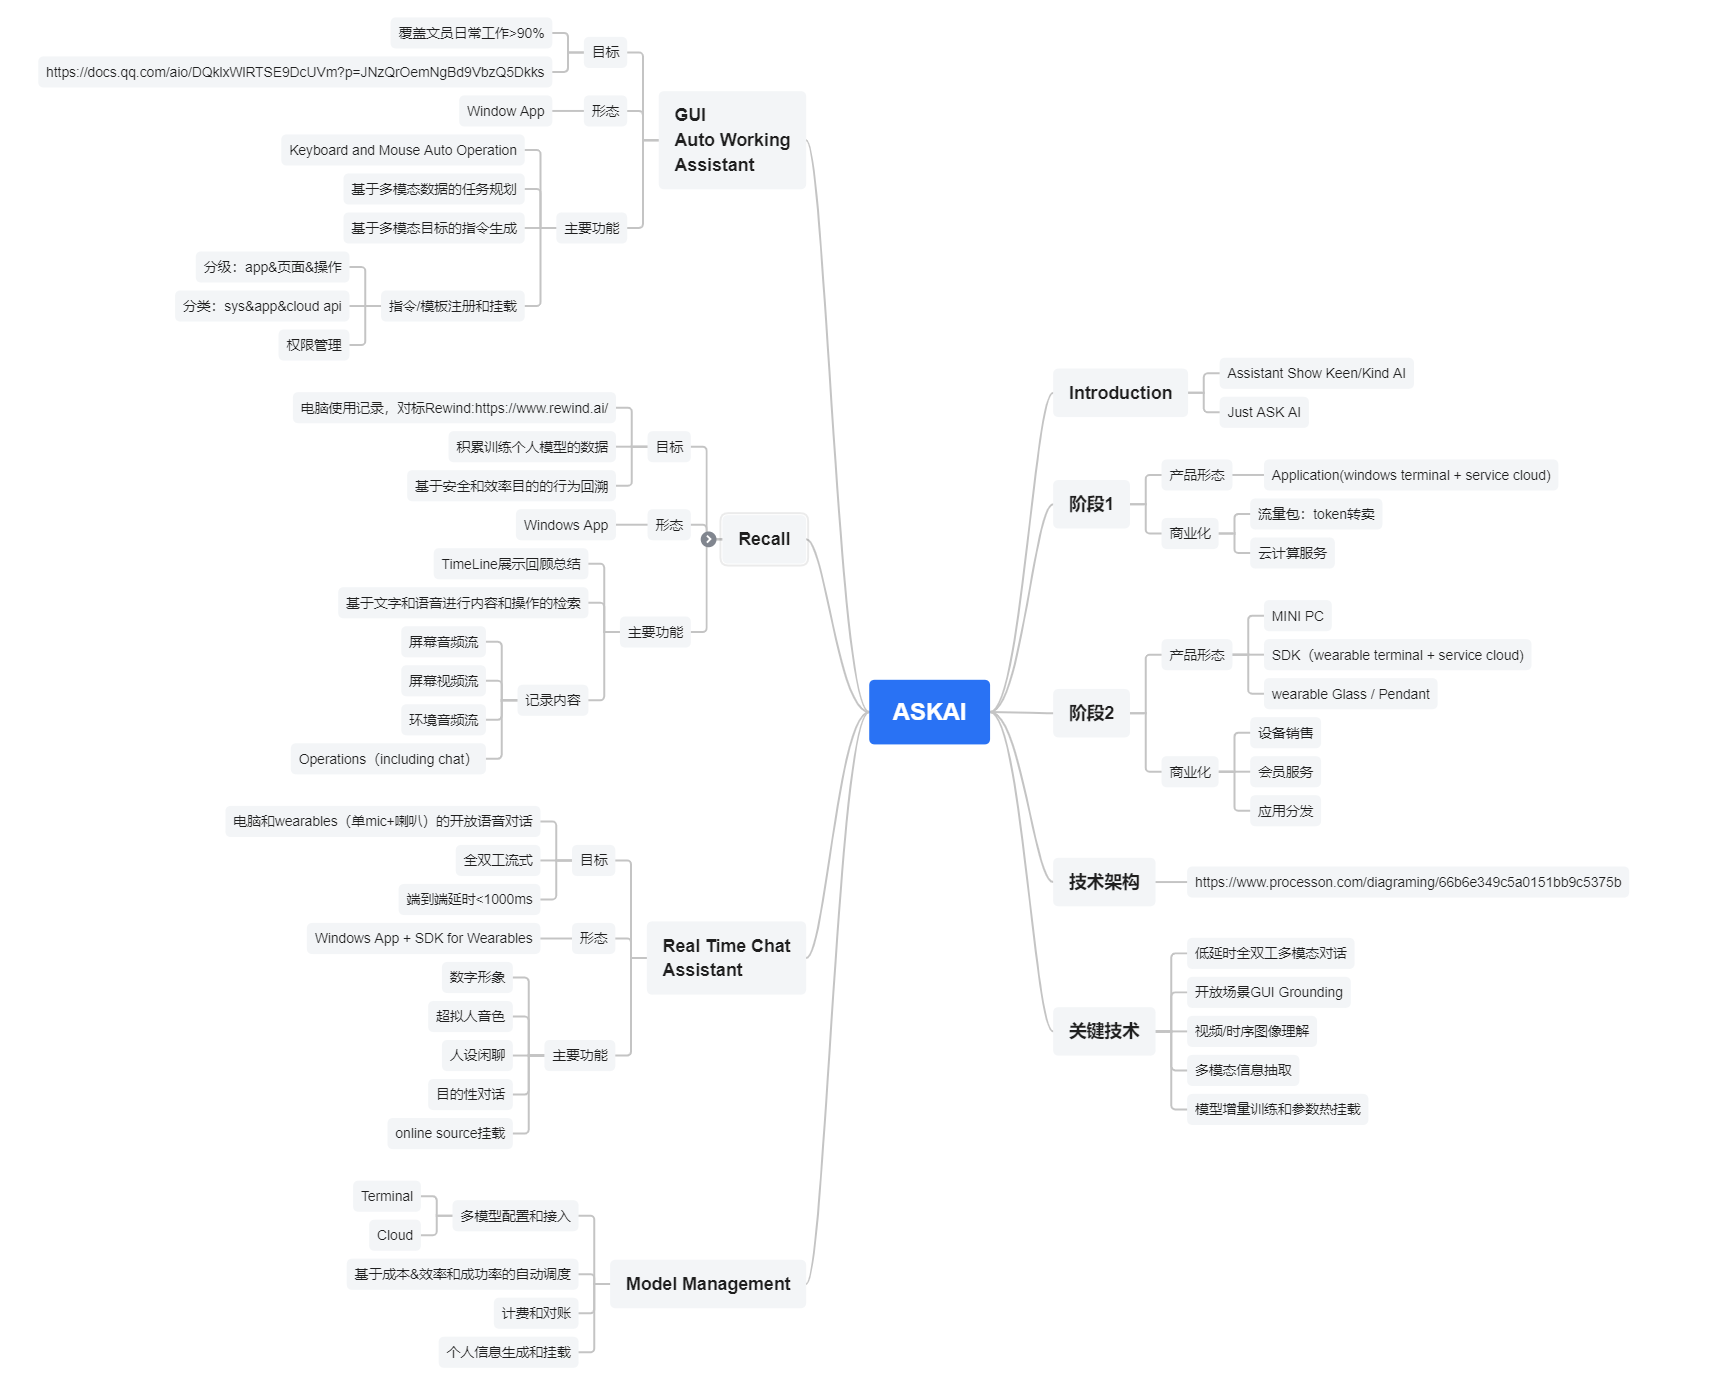 覆盖文员日常工作>90%
目标
https://docs.qq.com/aio/DQklxWlRTSE9DcUVm?p=JNzQrOemNgBd9VbzQ5Dkks
Window App
形态
GUI
Auto Working
Assistant
Keyboard and Mouse Auto Operation
基于多模态数据的任务规划
基于多模态目标的指令生成
主要功能
分级：app&页面&操作
分类：sys&app&cloud api
指令/模板注册和挂载
权限管理
电脑使用记录，对标Rewind:https://www.rewind.ai/
积累训练个人模型的数据
目标
基于安全和效率目的的行为回溯
Windows App
形态
Recall
TimeLine展示回顾总结
基于文字和语音进行内容和操作的检索
主要功能
屏幕音频流
屏幕视频流
记录内容
环境音频流
Operations（including chat）
电脑和wearables（单mic+喇叭）的开放语音对话
全双工流式
目标
端到端延时<1000ms
Windows App + SDK for Wearables
形态
Real Time Chat
Assistant
数字形象
超拟人音色
人设闲聊
主要功能
目的性对话
online source挂载
Terminal
多模型配置和接入
Cloud
基于成本&效率和成功率的自动调度
Model Management
计费和对账
个人信息生成和挂载
ASKAI
Introduction
Assistant Show Keen/Kind AI
Just ASK AI
阶段1
产品形态
Application(windows terminal + service cloud)
商业化
流量包：token转卖
云计算服务
阶段2
产品形态
MINI PC
SDK（wearable terminal + service cloud)
wearable Glass / Pendant
商业化
设备销售
会员服务
应用分发
技术架构
https://www.processon.com/diagraming/66b6e349c5a0151bb9c5375b
关键技术
低延时全双工多模态对话
开放场景GUI Grounding
视频/时序图像理解
多模态信息抽取
模型增量训练和参数热挂载